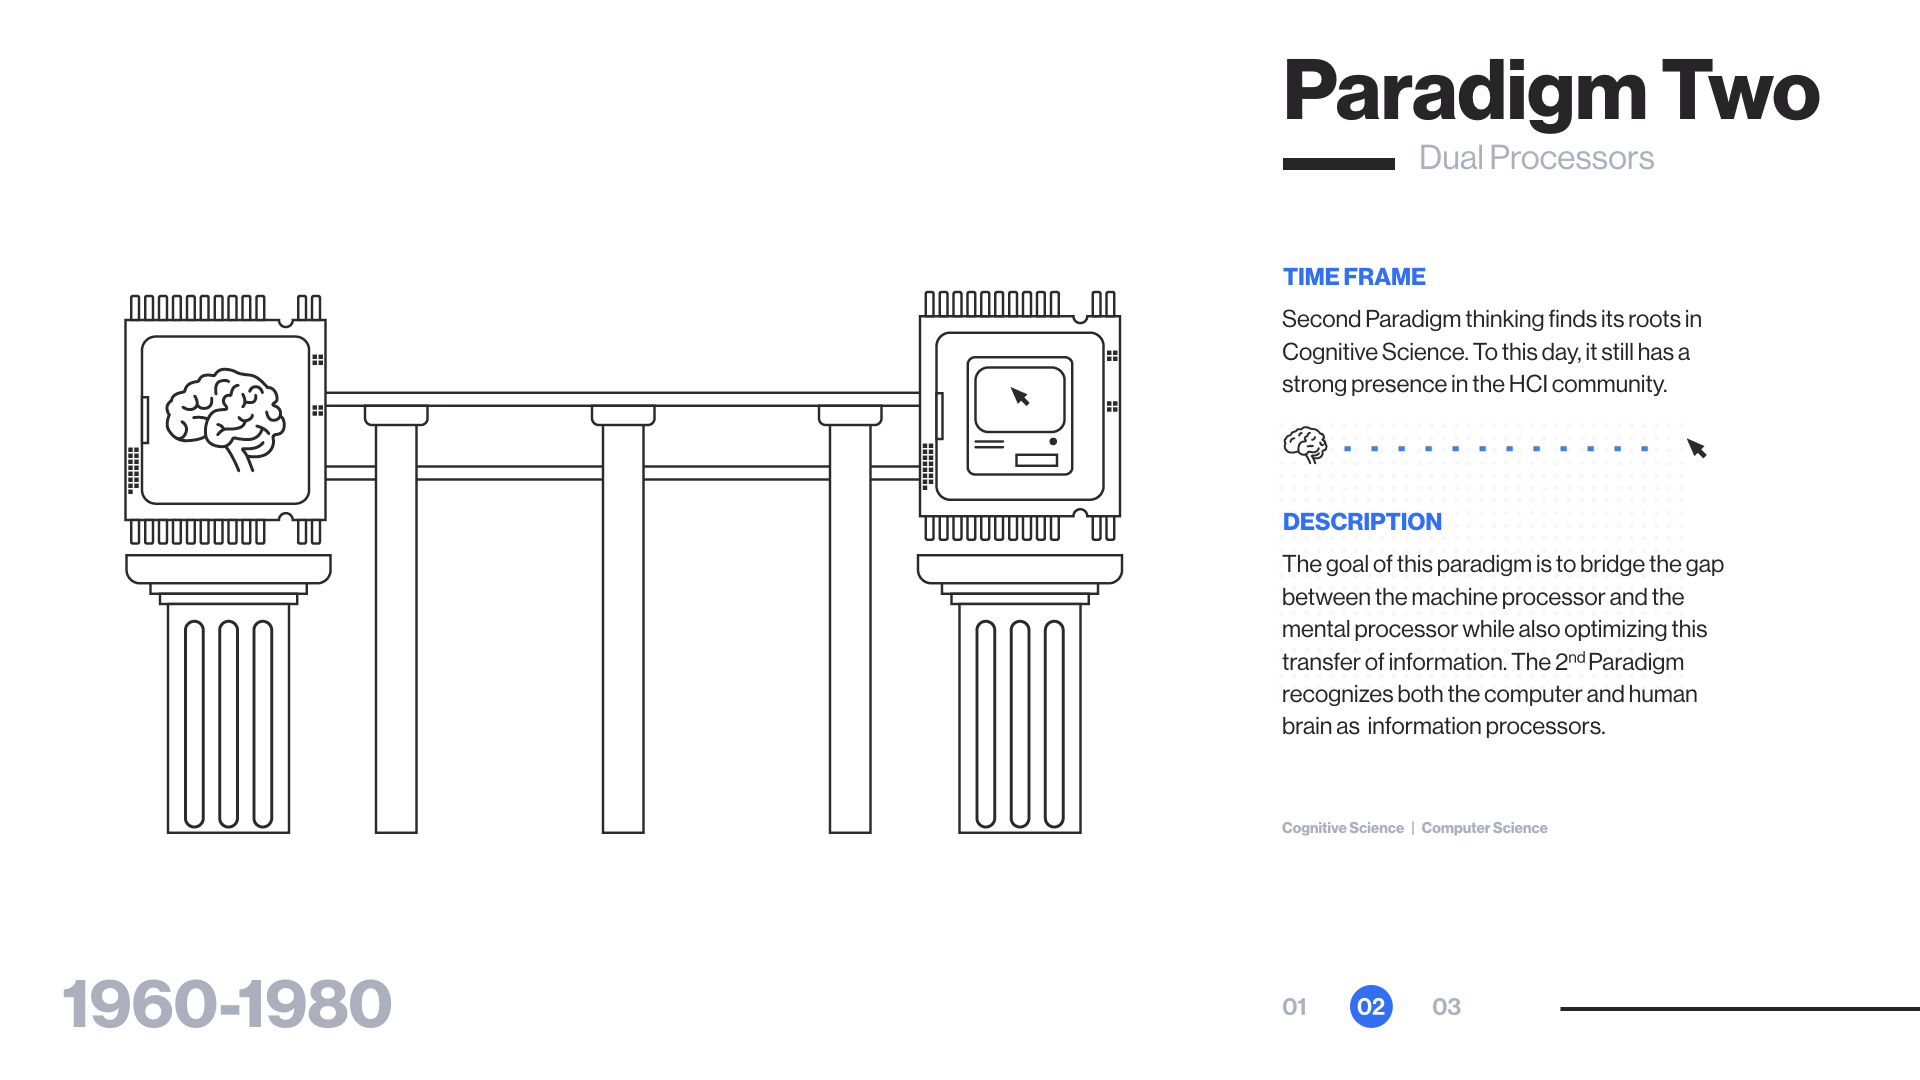 Paradigm Two
Dual Processors
TIME FRAME
Second Paradigm thinking finds its roots in
Cognitive Science. To this day, it still has a
strong presence in the HCI community.
DESCRIPTION
The goal of this paradigm is to bridge the gap
between the machine processor and the
mental processor while also optimizing this
transfer of information. The 2nd Paradigm
recognizes both the computer and human
brain as  information processors.
Cognitive Science | Computer Science
1960-1980
01 02 03